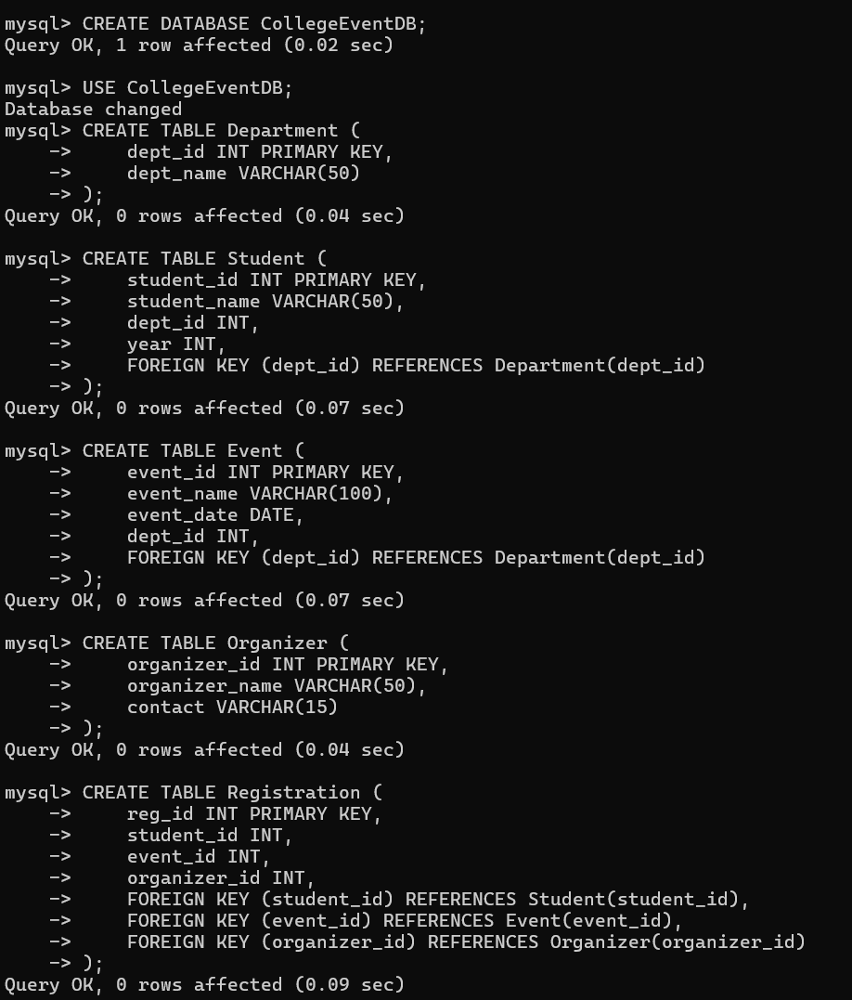 mysql> CREATE DATABASE CollegeEventDB;
Query OK, 1 row affected (0.02 sec)
mysql> USE CollegeEventDB;
Database changed
mysql> CREATE TABLE Department (
    ->     dept_id INT PRIMARY KEY,
    ->     dept_name VARCHAR(50)
    -> );
Query OK, 0 rows affected (0.04 sec)
mysql> CREATE TABLE Student (
    ->     student_id INT PRIMARY KEY,
    ->     student_name VARCHAR(50),
    ->     dept_id INT,
    ->     year INT,
    ->     FOREIGN KEY (dept_id) REFERENCES Department(dept_id)
    -> );
Query OK, 0 rows affected (0.07 sec)
mysql> CREATE TABLE Event (
    ->     event_id INT PRIMARY KEY,
    ->     event_name VARCHAR(100),
    ->     event_date DATE,
    ->     dept_id INT,
    ->     FOREIGN KEY (dept_id) REFERENCES Department(dept_id)
    -> );
Query OK, 0 rows affected (0.07 sec)
mysql> CREATE TABLE Organizer (
    ->     organizer_id INT PRIMARY KEY,
    ->     organizer_name VARCHAR(50),
    ->     contact VARCHAR(15)
    -> );
Query OK, 0 rows affected (0.04 sec)
mysql> CREATE TABLE Registration (
    ->     reg_id INT PRIMARY KEY,
    ->     student_id INT,
    ->     event_id INT,
    ->     organizer_id INT,
    ->     FOREIGN KEY (student_id) REFERENCES Student(student_id),
    ->     FOREIGN KEY (event_id) REFERENCES Event(event_id),
    ->     FOREIGN KEY (organizer_id) REFERENCES Organizer(organizer_id)
    -> );
Query OK, 0 rows affected (0.09 sec)